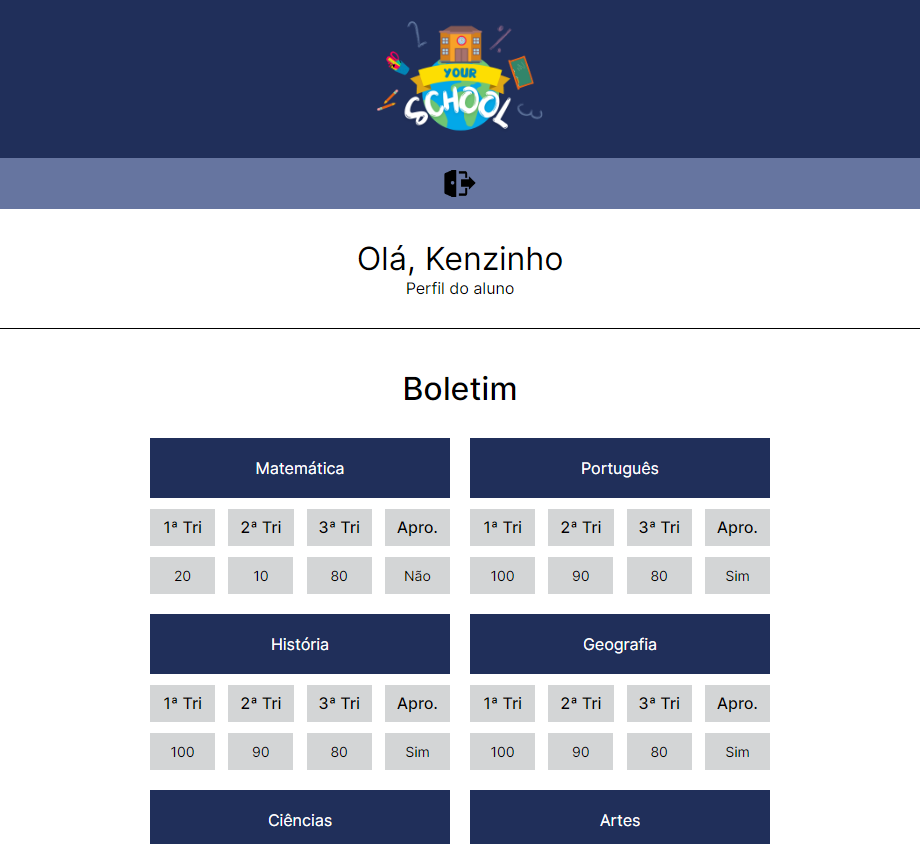 2 %
YOUR
SCHOOL
3
Olá, Kenzinho
Perfil do aluno
Boletim
Matemática Português
1ª Tri 2ª Tri 3ª Tri Apro. 1ª Tri 2ª Tri 3ª Tri Apro.
20 10 80 Não 100 90 80 Sim
História Geografia
1ª Tri 2ª Tri 3ª Tri Apro. 1ª Tri 2ª Tri 3ª Tri Apro.
100 90 80 Sim 100 90 80 Sim
Ciências Artes